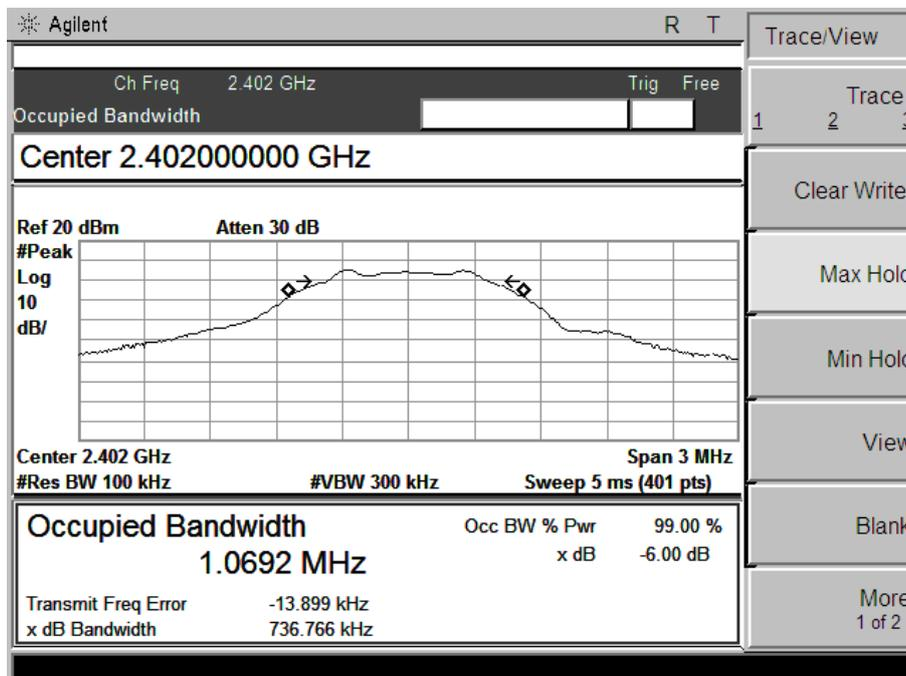 Agilent R T
Ch Freq 2.402 GHz Trig Free
Occupied Bandwidth
Center 2.402000000 GHz
Ref 20 dBm Atten 30 dB
#Peak
Log
10
dB/
Center 2.402 GHz Span 3 MHz
#Res BW 100 kHz #VBW 300 kHz Sweep 5 ms (401 pts)
Occupied Bandwidth Occ BW % Pwr 99.00 %
1.0692 MHz x dB -6.00 dB
Transmit Freq Error -13.899 kHz
x dB Bandwidth 736.766 kHz
Trace/View
Trace
1 2
Clear Write
Max Hold
Min Hold
View
Blank
More
1 of 2